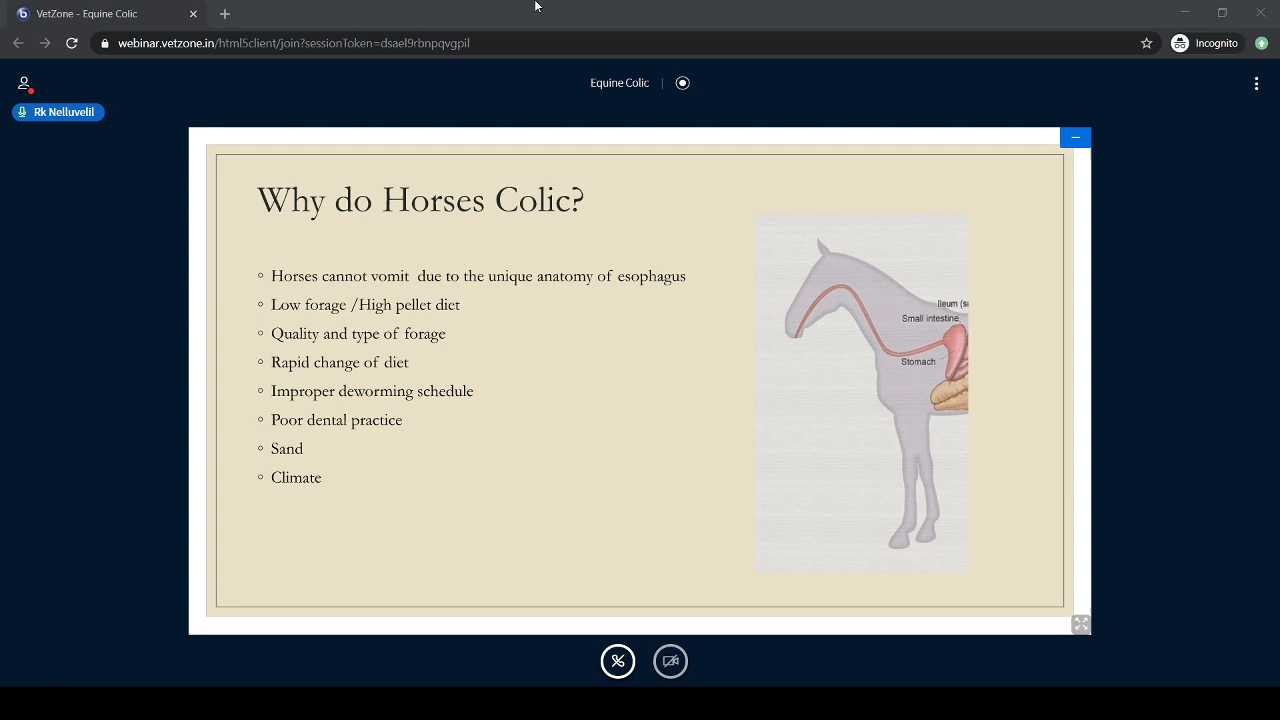 VetZone - Equine Colic
webinar.vetzone.in/html5client/join?sessionToken=dsael9rbnpqvgpil
Incognito
Equine Colic
Rk Nelluvelil
Why do Horses Colic?
Horses cannot vomit due to the unique anatomy of esophagus
Low forage /High pellet diet
Quality and type of forage
Rapid change of diet
Improper deworming schedule
Poor dental practice
Sand
Climate
Ileum (s
Small intestine
Stomach